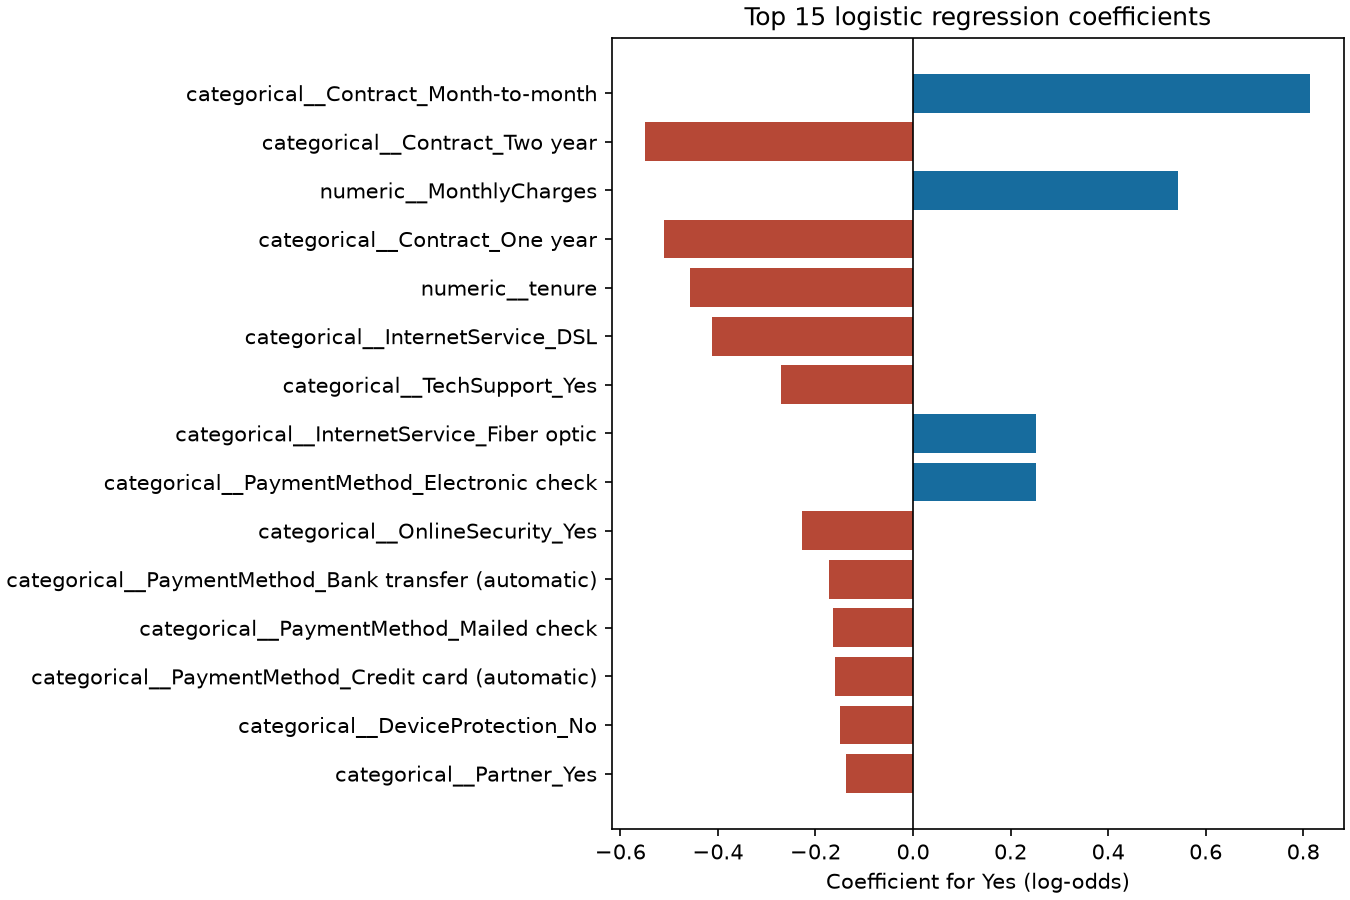 Top 15 logistic regression coefficients
categorical__Contract_Month-to-month
categorical__Contract_Two year
numeric__MonthlyCharges
categorical__Contract_One year
numeric__tenure
categorical__InternetService_DSL
categorical__TechSupport_Yes
categorical__InternetService_Fiber optic
categorical__PaymentMethod_Electronic check
categorical__OnlineSecurity_Yes
categorical__PaymentMethod_Bank transfer (automatic)
categorical__PaymentMethod_Mailed check
categorical__PaymentMethod_Credit card (automatic)
categorical__DeviceProtection_No
categorical__Partner_Yes
−0.6 −0.4 −0.2 0.0 0.2 0.4 0.6 0.8
Coefficient for Yes (log-odds)